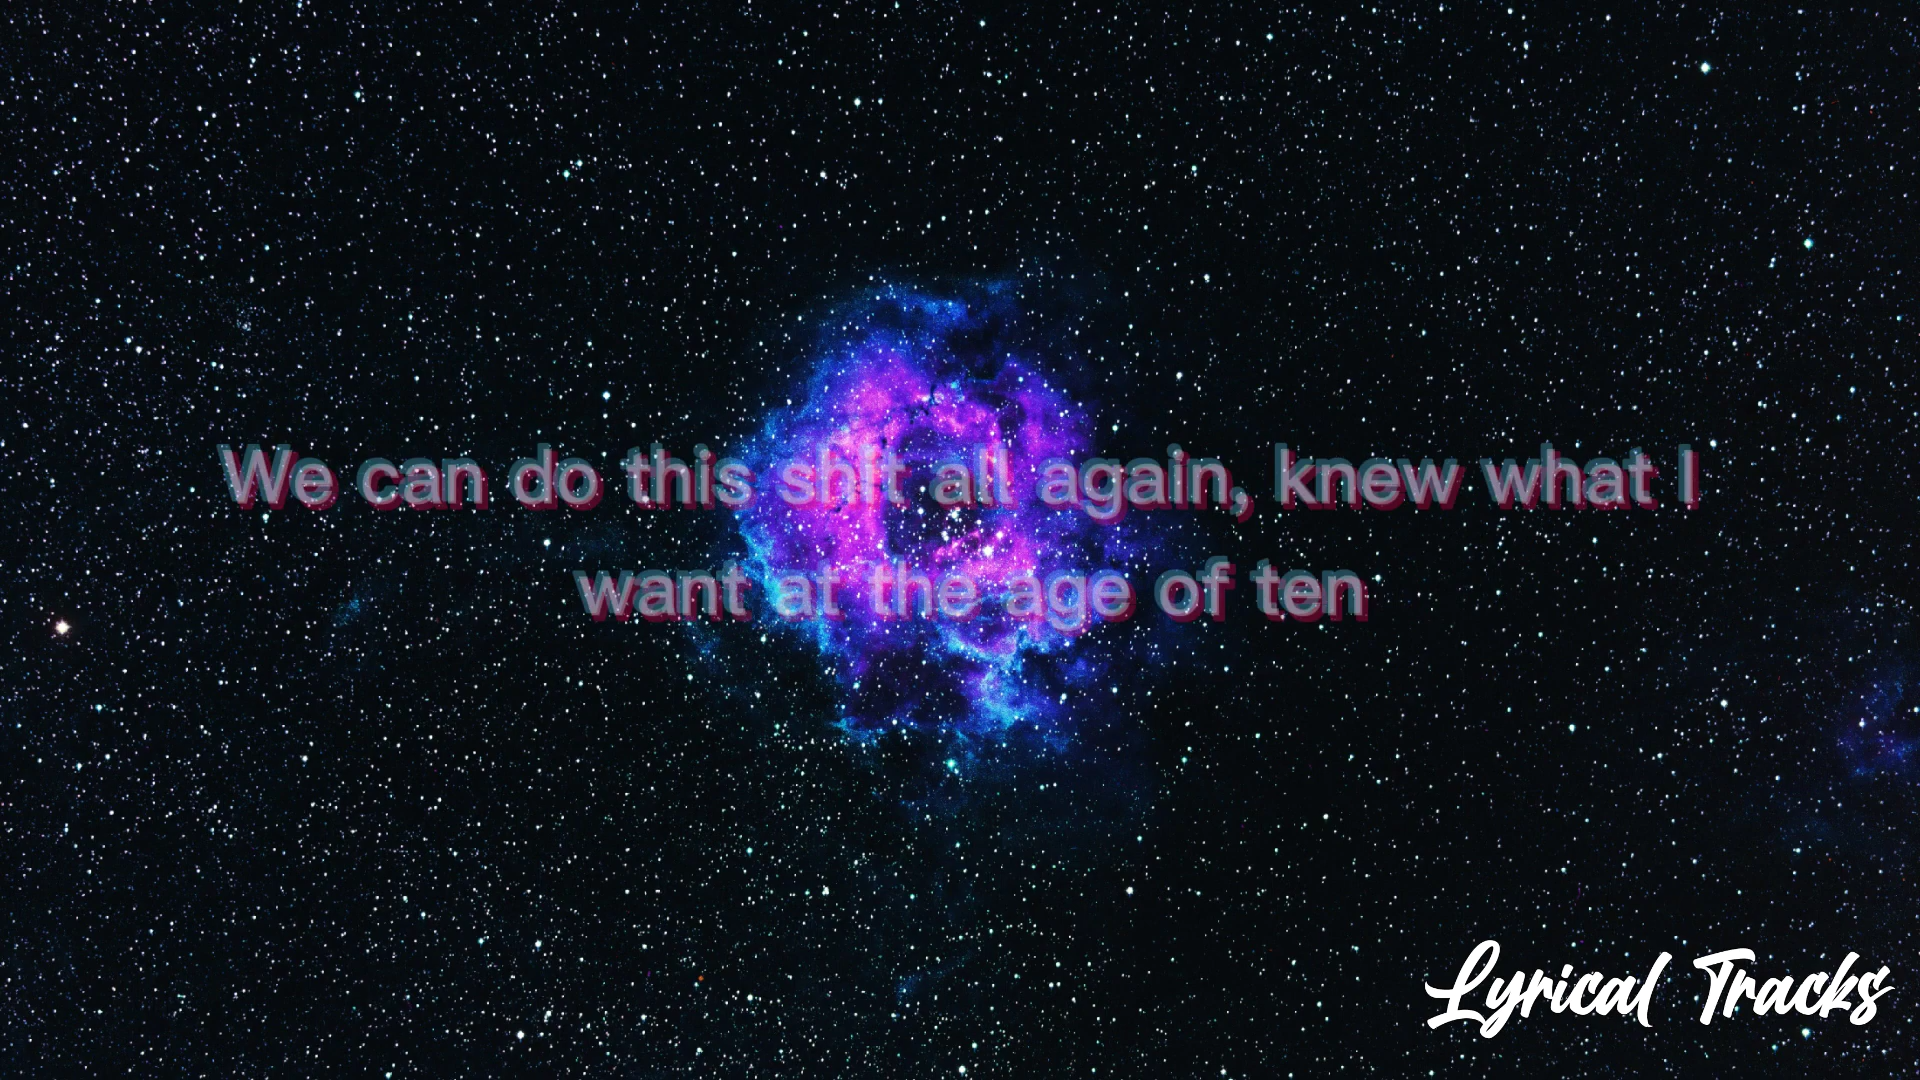 We can do this shit all again, knew what I
want at the age of ten
Lyrical Tracks